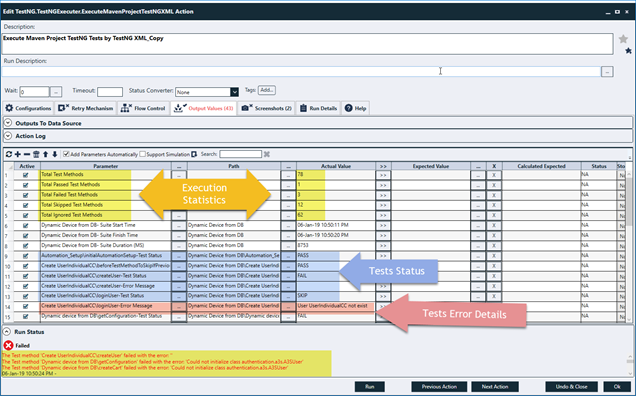 Edit TestNG.TestNGExecuter.ExecuteMavenProjectTestNGXML Action
Description:
Execute Maven Project TestNG Tests by TestNG XML_Copy
Run Description:
Wait: 0 ... Timeout: Status Converter: None Tags Add...
Configurations Retry Mechanism Flow Control Output Values (43) Screenshots (2) Run Details Help
Outputs To Data Source
Action Log
Add Parameters Automatically Support Simulation Search:
Active Parameter ... Path ... Actual Value >> Expected Value ... X Calculated Expected Status Sto
1 Total Test Methods ... ... 78 >> ... X NA No
2 Total Passed Test Methods ... ... 1 >> ... X NA No
3 Total Failed Test Methods ... ... 3 >> ... X NA No
4 Total Skipped Test Methods ... ... 12 >> ... X NA No
5 Total Ignored Test Methods ... ... 62 >> ... X NA No
6 Dynamic Device from DB- Suite Start Time ... Dynamic Device from DB ... 06-Jan-19 10:50:11 PM >> ... X NA No
7 Dynamic Device from DB- Suite Finish Time ... Dynamic Device from DB ... 06-Jan-19 10:50:20 PM >> ... X NA No
8 Dynamic Device from DB- Suite Duration (MS) ... Dynamic Device from DB ... 8753 >> ... X NA No
9 Automation_Setup\initialAutomationSetup-Test Status ... Dynamic Device from DB\Automation_Se ... PASS >> ... X NA No
10 Create UserIndividualCC\beforeTestMethodToSkipIfPrevio ... Dynamic Device from DB\Create UserInd ... PASS >> ... X NA No
11 Create UserIndividualCC\createUser-Test Status ... Dynamic Device from DB\Create UserInd ... FAIL >> ... X NA No
12 Create UserIndividualCC\createUser-Error Message ... Dynamic Device from DB\Create UserInd ... >> ... X NA No
13 Create UserIndividualCC\loginUser-Test Status ... Dynamic Device from DB\Create UserInd ... SKIP >> ... X NA No
14 Create UserIndividualCC\loginUser-Error Message ... Dynamic Device from DB\Create UserInd ... User UserIndividualCC not exist >> ... X NA No
15 Dynamic Device from DB\getConfiguration-Test Status ... Dynamic Device from DB\Dynamic device ... FAIL >> ... X NA No
Execution Statistics
Tests Status
Tests Error Details
Run Status
Failed
The Test method 'Create UserIndividualCC\createUser' failed with the error: ''
The Test method 'Dynamic device from DB\getConfiguration' failed with the error: 'Could not initialize class authentication.a3s.A3SUser'
The Test method 'Dynamic device from DB\createCart' failed with the error: 'Could not initialize class authentication.a3s.A3SUser'
06-Jan-19 10:50:24 PM -
Run Previous Action Next Action Undo & Close Ok